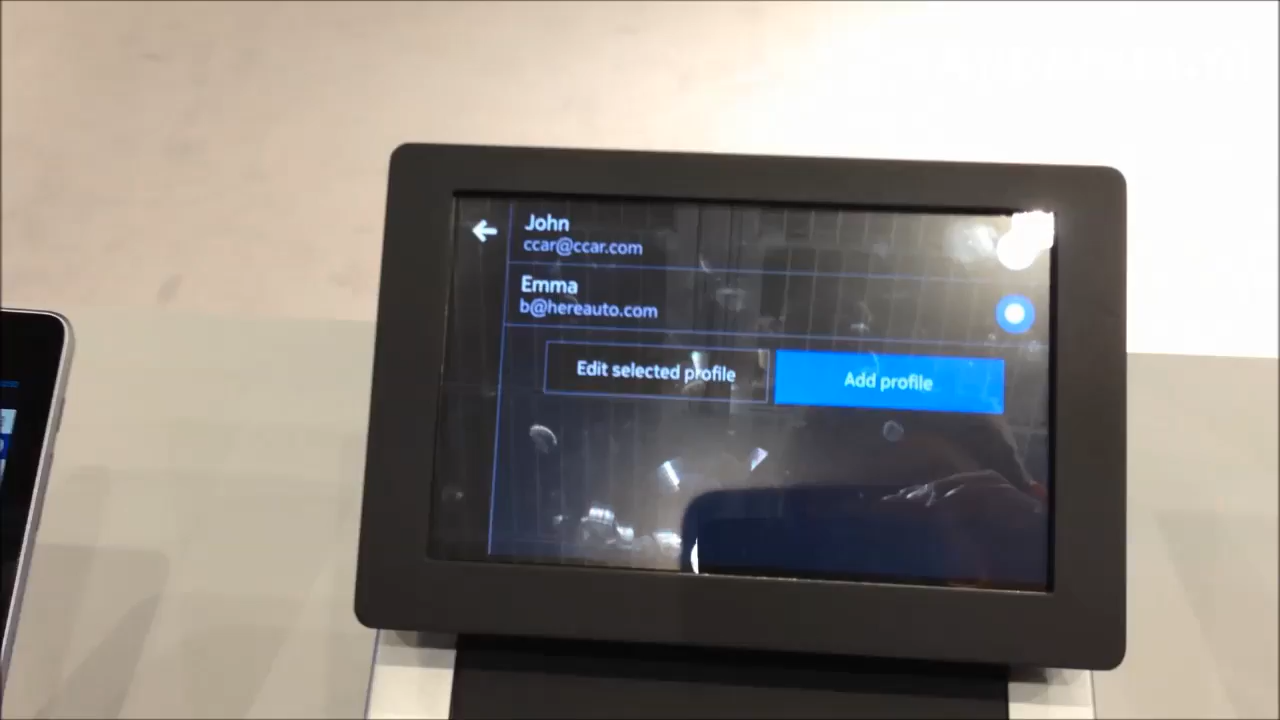 John
ccar@ccar.com
Emma
b@hereauto.com
Edit selected profile
Add profile